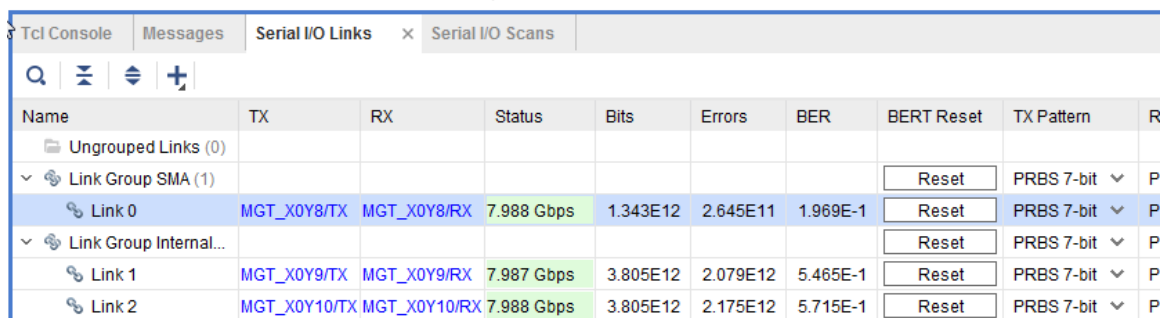 Tcl Console Messages Serial I/O Links × Serial I/O Scans
Name TX RX Status Bits Errors BER BERT Reset TX Pattern R
Ungrouped Links (0)
Link Group SMA (1) Reset PRBS 7-bit P
Link 0 MGT_X0Y8/TX MGT_X0Y8/RX 7.988 Gbps 1.343E12 2.645E11 1.969E-1 Reset PRBS 7-bit P
Link Group Internal... Reset PRBS 7-bit P
Link 1 MGT_X0Y9/TX MGT_X0Y9/RX 7.987 Gbps 3.805E12 2.079E12 5.465E-1 Reset PRBS 7-bit P
Link 2 MGT_X0Y10/TX MGT_X0Y10/RX 7.988 Gbps 3.805E12 2.175E12 5.715E-1 Reset PRBS 7-bit P